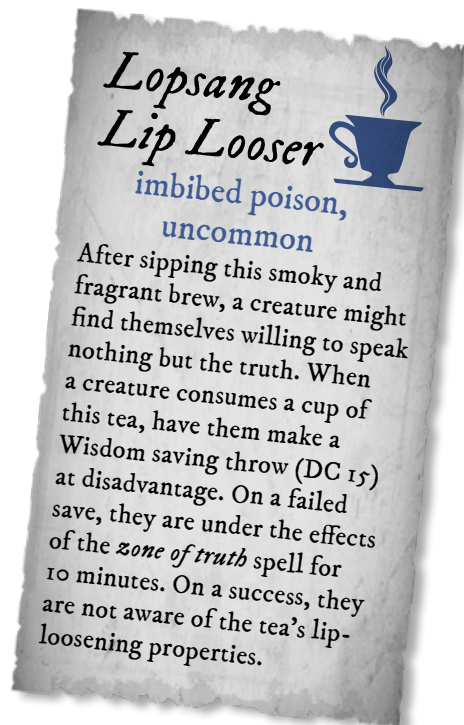 Lopsang
Lip Looser
imbibed poison,
uncommon
After sipping this smoky and
fragrant brew, a creature might
find themselves willing to speak
nothing but the truth. When
a creature consumes a cup of
this tea, have them make a
Wisdom saving throw (DC 15)
at disadvantage. On a failed
save, they are under the effects
of the zone of truth spell for
10 minutes. On a success, they
are not aware of the tea's lip-
loosening properties.